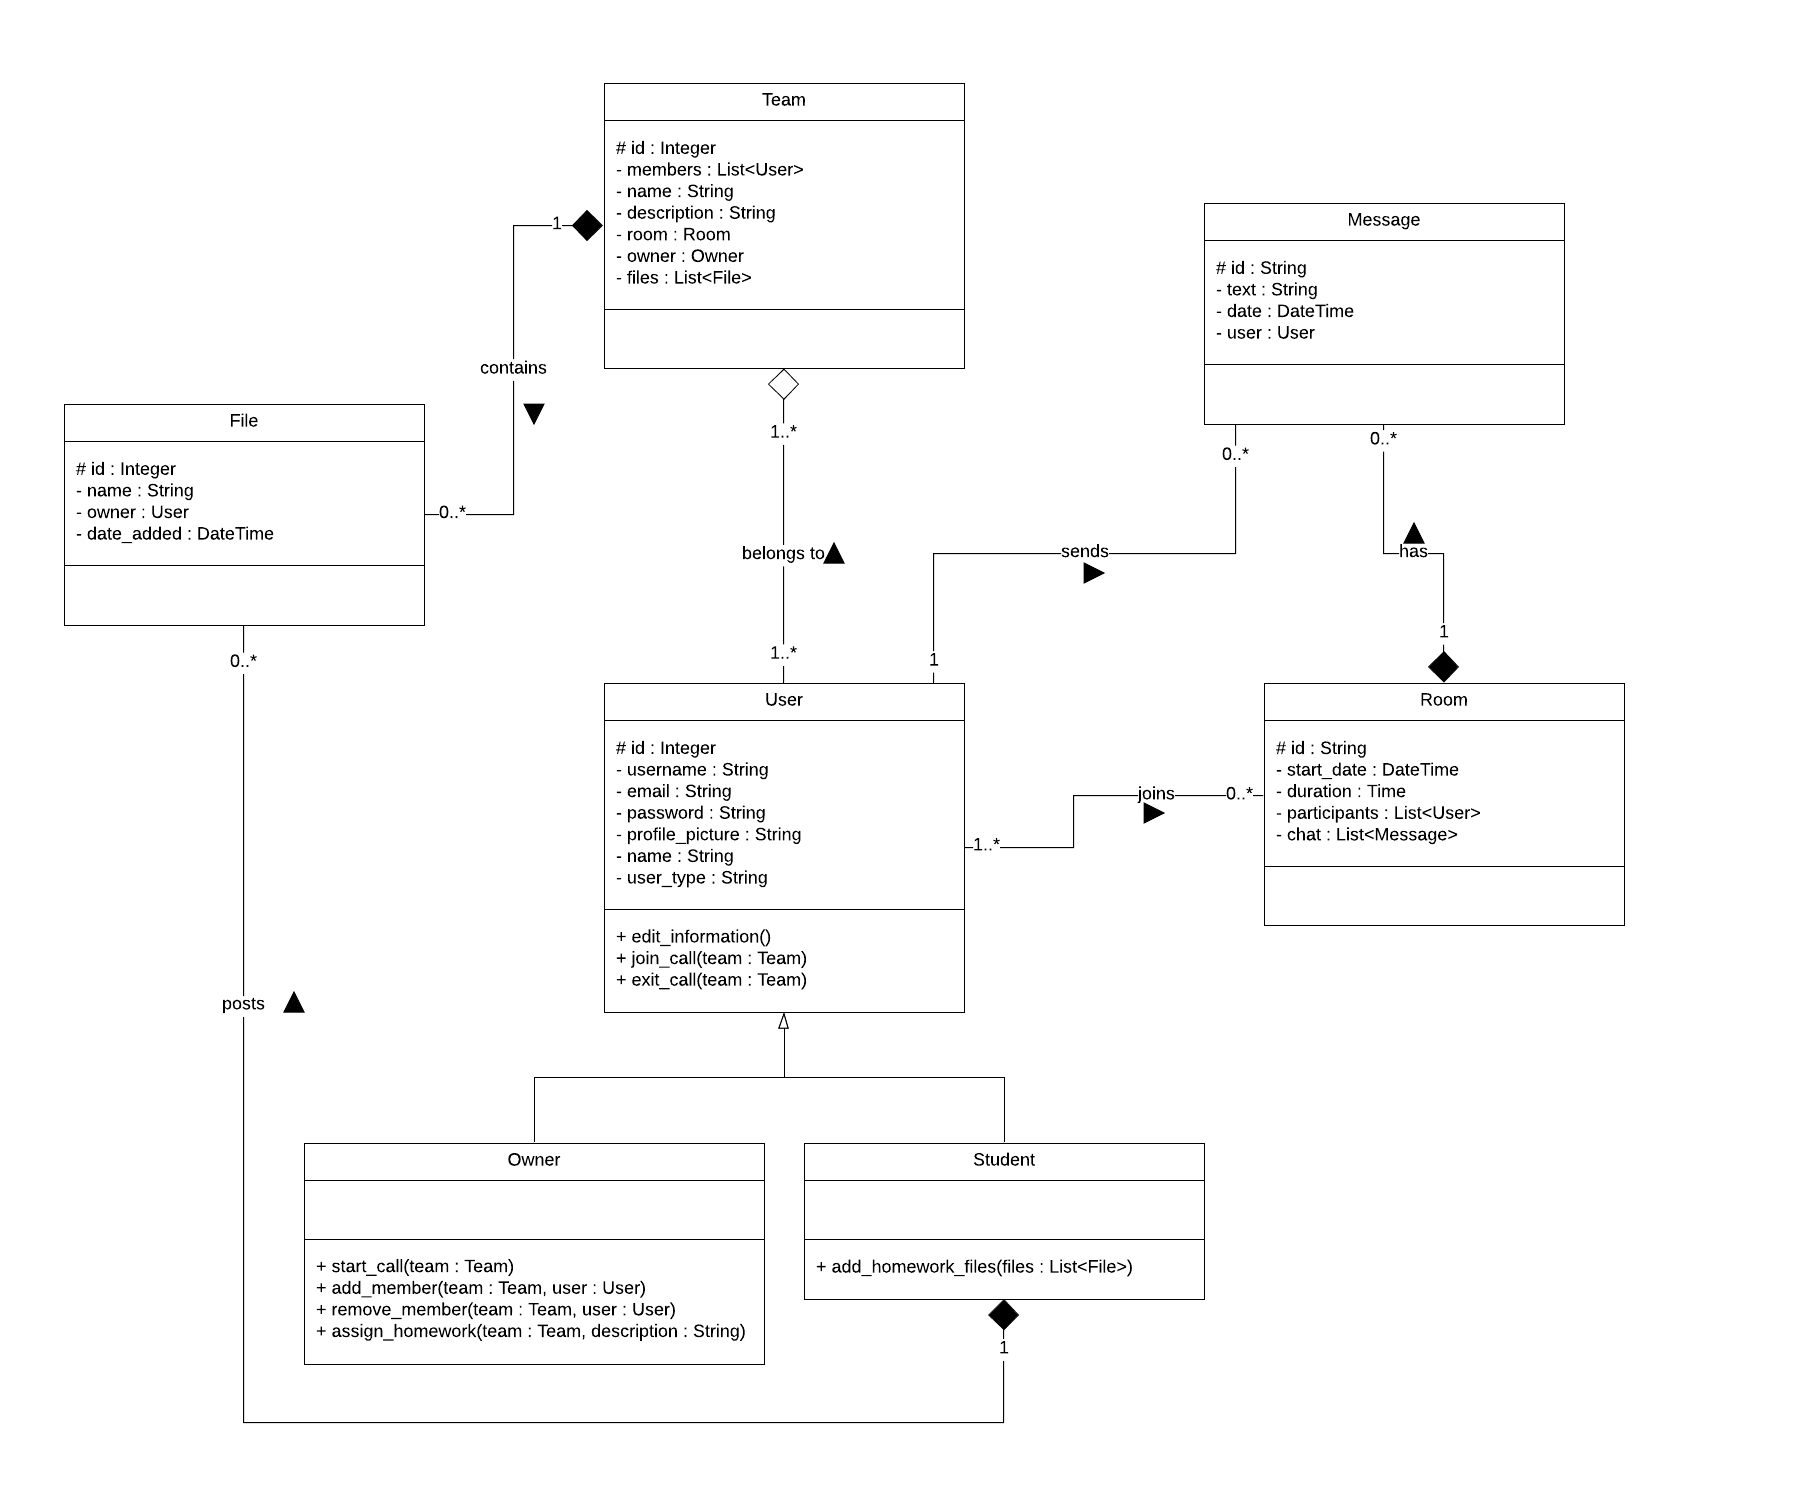 Team
# id : Integer
- members : List<User>
- name : String
- description : String
- room : Room
- owner : Owner
- files : List<File>
1
contains
0..*
File
# id : Integer
- name : String
- owner : User
- date_added : DateTime
0..*
Message
# id : String
- text : String
- date : DateTime
- user : User
0..*
0..*
1..*
belongs to
1..*
sends
1
has
1
User
# id : Integer
- username : String
- email : String
- password : String
- profile_picture : String
- name : String
- user_type : String
+ edit_information()
+ join_call(team : Team)
+ exit_call(team : Team)
1..*
joins
0..*
Room
# id : String
- start_date : DateTime
- duration : Time
- participants : List<User>
- chat : List<Message>
posts
Owner
+ start_call(team : Team)
+ add_member(team : Team, user : User)
+ remove_member(team : Team, user : User)
+ assign_homework(team : Team, description : String)
Student
+ add_homework_files(files : List<File>)
1